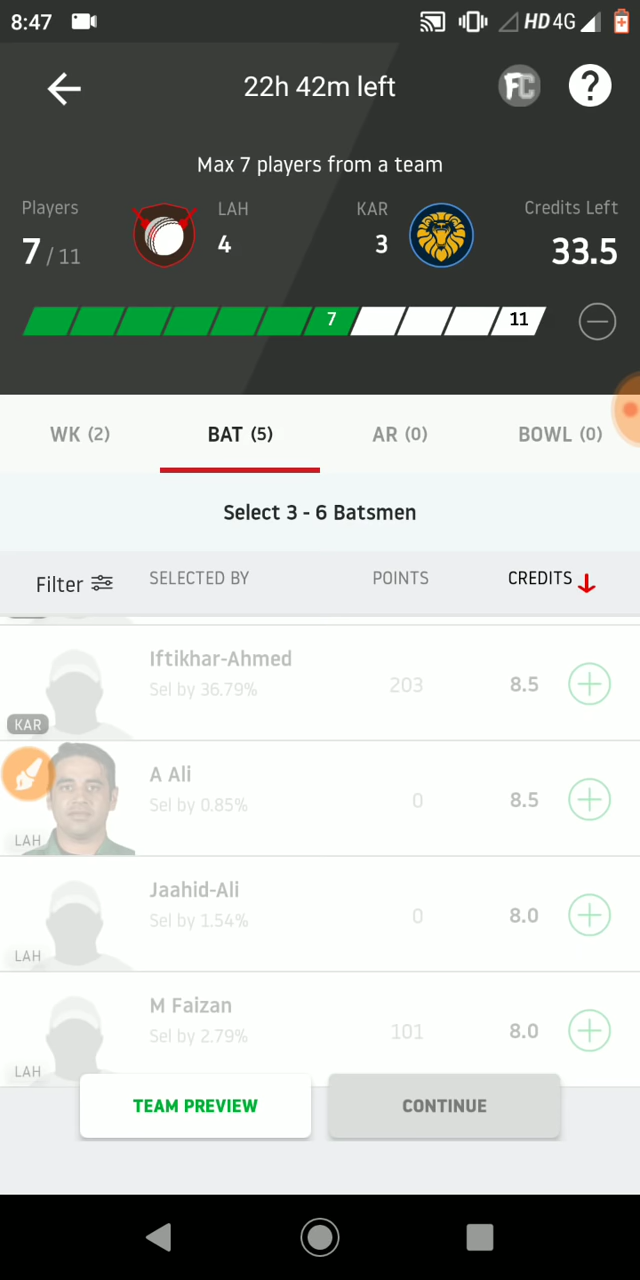 8:47 HD 4G
22h 42m left FC ?
Max 7 players from a team
Players LAH KAR Credits Left
7 / 11 4 3 33.5
7 11
WK (2) BAT (5) AR (0) BOWL (0)
Select 3 - 6 Batsmen
Filter SELECTED BY POINTS CREDITS
Iftikhar-Ahmed
Sel by 36.79% 203 8.5
KAR
A Ali
Sel by 0.85% 0 8.5
LAH
Jaahid-Ali
Sel by 1.54% 0 8.0
LAH
M Faizan
Sel by 2.79% 101 8.0
LAH
TEAM PREVIEW CONTINUE